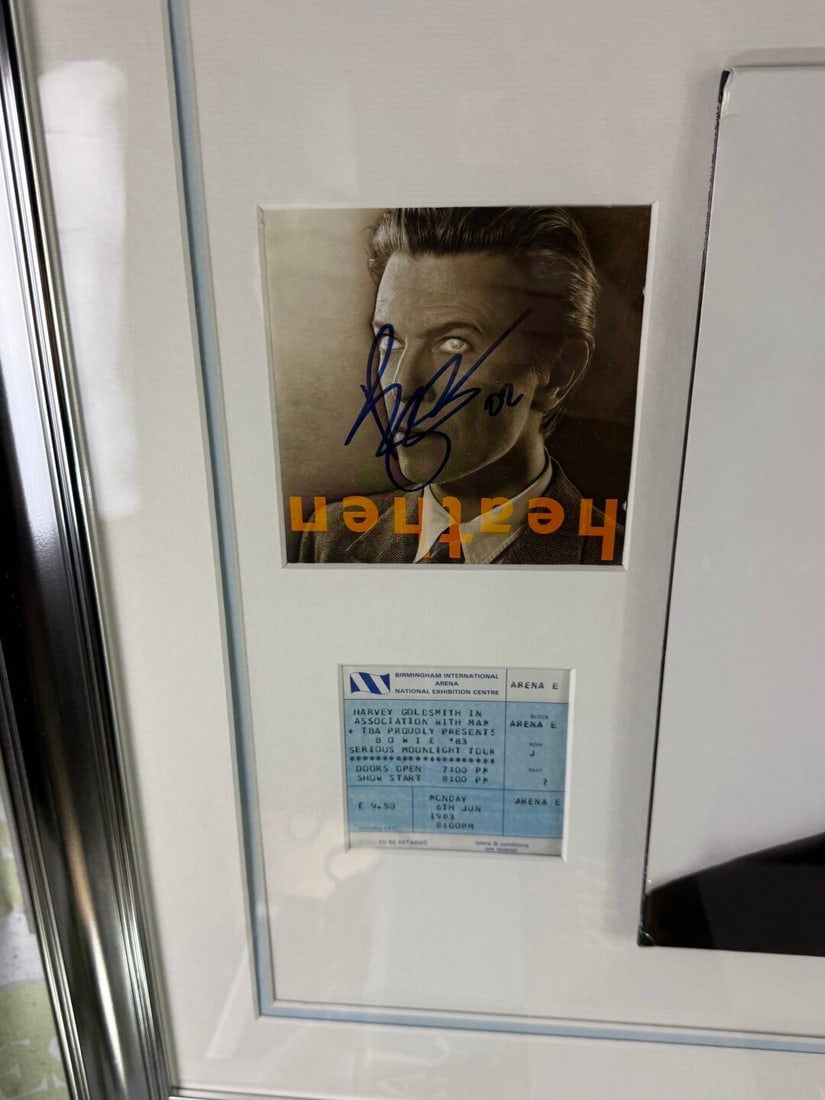 02
heathen
BIRMINGHAM INTERNATIONAL
ARENA
NATIONAL EXHIBITION CENTRE
ARENA E
HARVEY GOLDSMITH IN
ASSOCIATION WITH MAM
+ TBA PROUDLY PRESENTS
B O W I E '83
SERIOUS MOONLIGHT TOUR
**********************
DOORS OPEN 7:00 PM
SHOW START 8:00 PM
BLOCK
ARENA E
ROW
J
SEAT
7
£ 9.50
MONDAY
6TH JUN
1983
8:00PM
ARENA E
TO BE RETAINED